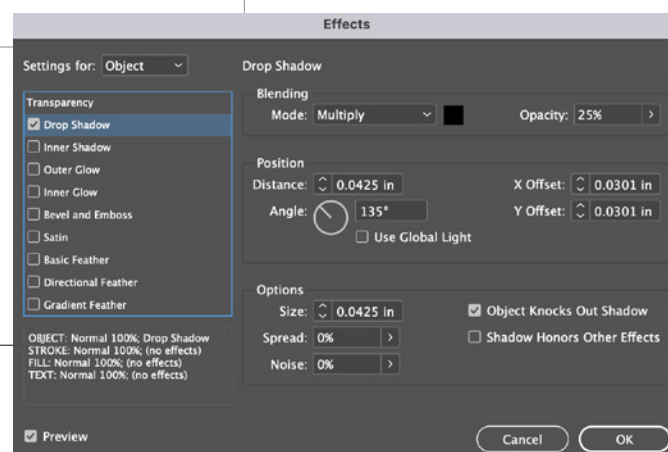 Effects
Settings for: Object
Transparency
Drop Shadow
Inner Shadow
Outer Glow
Inner Glow
Bevel and Emboss
Satin
Basic Feather
Directional Feather
Gradient Feather
OBJECT: Normal 100%; Drop Shadow
STROKE: Normal 100%; (no effects)
FILL: Normal 100%; (no effects)
TEXT: Normal 100%; (no effects)
Preview
Drop Shadow
Blending
Mode: Multiply Opacity: 25%
Position
Distance: 0.0425 in X Offset: 0.0301 in
Angle: 135° Y Offset: 0.0301 in
Use Global Light
Options
Size: 0.0425 in Object Knocks Out Shadow
Spread: 0% Shadow Honors Other Effects
Noise: 0%
Cancel OK